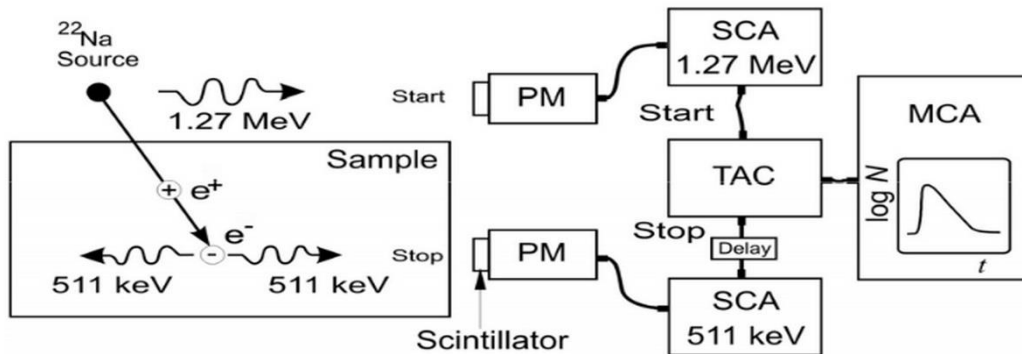 ²²Na
Source
1.27 MeV
Sample
+ e⁺
e⁻
-
511 keV
511 keV
Start
PM
SCA
1.27 MeV
Start
TAC
MCA
log N
t
Stop
Delay
Stop
PM
SCA
511 keV
Scintillator